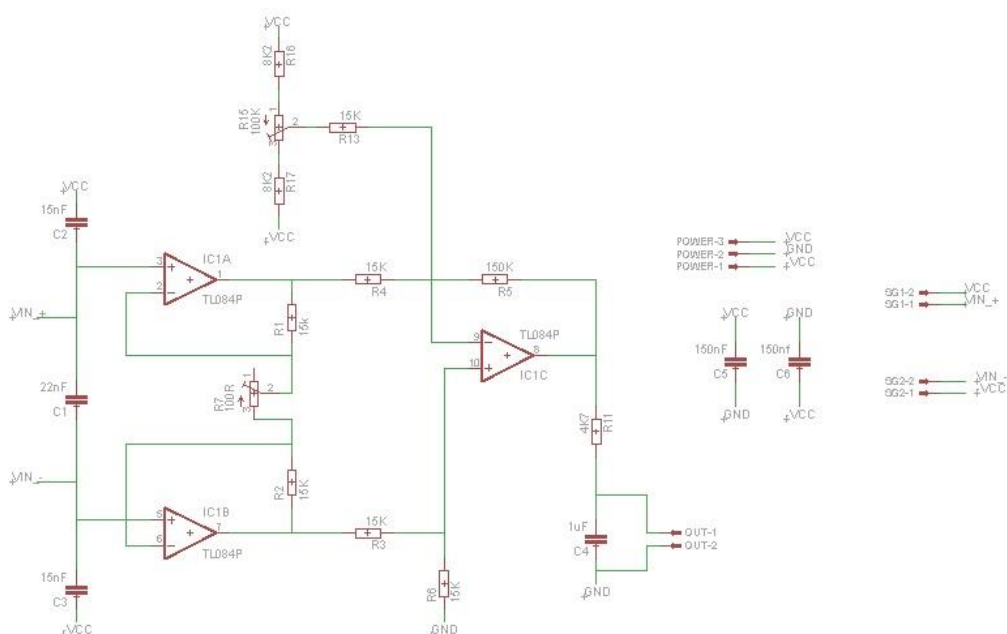 VCC
8K2
R16
R15
100K
1
2
3
15K
R13
8K2
R17
VCC
VCC
15nF
C2
3
2
IC1A
1
TL084P
15K
R4
150K
R5
VIN_+
R1
15k
9
10
TL084P
8
IC1C
22nF
C1
R7
100R
1
2
3
4K7
R11
VIN_-
R2
15K
5
6
IC1B
7
TL084P
15K
R3
15nF
C3
VCC
R6
15K
GND
1uF
C4
GND
OUT-1
OUT-2
POWER-3
VCC
POWER-2
GND
POWER-1
VCC
VCC
150nF
C5
GND
GND
150nf
C6
VCC
SG1-2
VCC
SG1-1
VIN_+
SG2-2
VIN_-
SG2-1
VCC